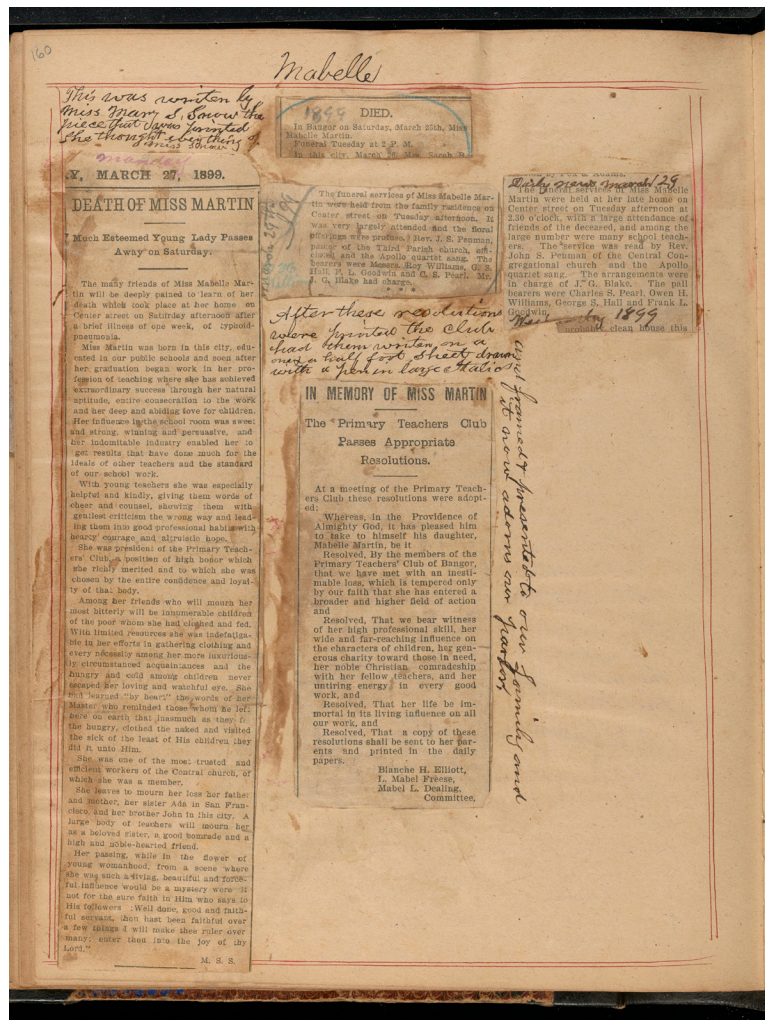 160
Mabelle
This was written by
Miss Mary S. Snow the
piece that was printed
she thought everything of
Miss Snow
Monday
Y, MARCH 27, 1899.
DEATH OF MISS MARTIN
Much Esteemed Young Lady Passes
Away on Saturday.
The many friends of Miss Mabelle Mar-
tin will be deeply pained to learn of her
death which took place at her home on
Center street on Saturday afternoon after
a brief illness of one week, of typhoid-
pneumonia.
Miss Martin was born in this city, edu-
cated in our public schools and soon after
her graduation began work in her pro-
fession of teaching where she has achieved
extraordinary success through her natural
aptitude, entire consecration to the work
and her deep and abiding love for children.
Her influence in the school room was sweet
and strong, winning and persuasive, and
her indomitable industry enabled her to
get results that have done much for the
ideals of other teachers and the standard
of our school work.
With young teachers she was especially
helpful and kindly, giving them words of
cheer and counsel, showing them with
gentlest criticism the wrong way and lead-
ing them into good professional habits with
hearty courage and altruistic hope.
She was president of the Primary Teach-
ers' Club, a position of high honor which
she richly merited and to which she was
chosen by the entire confidence and loyal-
ty of that body.
Among her friends who will mourn her
most bitterly will be innumerable children
of the poor whom she had clothed and fed.
With limited resources she was indefatiga-
ble in her efforts in gathering clothing and
every necessity among her more luxurious-
ly circumstanced acquaintances and the
hungry and cold among children never
escaped her loving and watchful eye. She
had learned "by heart" the words of her
Master who reminded those whom he left
here on earth that inasmuch as they fed
the hungry, clothed the naked and visited
the sick of the least of His children they
did it unto Him.
She was one of the most trusted and
efficient workers of the Central church, of
which she was a member.
She leaves to mourn her loss her father
and mother, her sister Ada in San Fran-
cisco, and her brother John in this city. A
large body of teachers will mourn her
as a beloved sister, a good comrade and a
high and noble-hearted friend.
Her passing, while in the flower of
young womanhood, from a scene where
she was such a living, beautiful and force-
ful influence would be a mystery were it
not for the sure faith in Him who says to
His followers :Well done, good and faith-
ful servant, thou hast been faithful over
a few things I will make thee ruler over
many; enter thou into the joy of thy
Lord."
M. S. S.
1899
DIED.
In Bangor on Saturday, March 25th, Miss
Mabelle Martin.
Funeral Tuesday at 2 P. M.
In this city, March 26, Mrs. Sarah B.
March 29th
The funeral services of Miss Mabelle Mar-
tin were held from the family residence on
Center street on Tuesday afternoon. It
was very largely attended and the floral
offerings were profuse. Rev. J. S. Penman,
pastor of the Third Parish church, offi-
ciated and the Apollo quartet sang. The
bearers were Messrs. Roy Williams, G. S.
Hall, F. L. Goodwin and C. S. Pearl. Mr.
J. G. Blake had charge.
Daily news march 29
The funeral services of Miss Mabelle
Martin were held at her late home on
Center street on Tuesday afternoon at
2.30 o'clock, with a large attendance of
friends of the deceased, and among the
large number were many school teach-
ers. The service was read by Rev.
John S. Penman of the Central Con-
gregational church and the Apollo
quartet sang. The arrangements were
in charge of J. G. Blake. The pall
bearers were Charles S. Pearl, Owen H.
Williams, George S. Hall and Frank L.
Goodwin.
1899
probably clean house this
After these resolutions
were printed the Club
had them written on a
one & a half foot sheet drawn
with a pen in large
and framed & presented to our family and
it now adorns our parlor
IN MEMORY OF MISS MARTIN
The Primary Teachers Club
Passes Appropriate
Resolutions.
At a meeting of the Primary Teach-
ers Club these resolutions were adopt-
ed:
Whereas, in the Providence of
Almighty God, it has pleased him
to take to himself his daughter,
Mabelle Martin, be it
Resolved, By the members of the
Primary Teachers' Club of Bangor,
that we have met with an inesti-
mable loss, which is tempered only
by our faith that she has entered a
broader and higher field of action
and
Resolved, That we bear witness
of her high professional skill, her
wide and far-reaching influence on
the characters of children, her gen-
erous charity toward those in need,
her noble Christian comradeship
with her fellow teachers, and her
untiring energy in every good
work, and
Resolved, That her life be im-
mortal in its living influence on all
our work, and
Resolved, That a copy of these
resolutions shall be sent to her par-
ents and printed in the daily
papers.
Blanche H. Elliott,
L. Mabel Freese,
Mabel L. Dealing,
Committee.